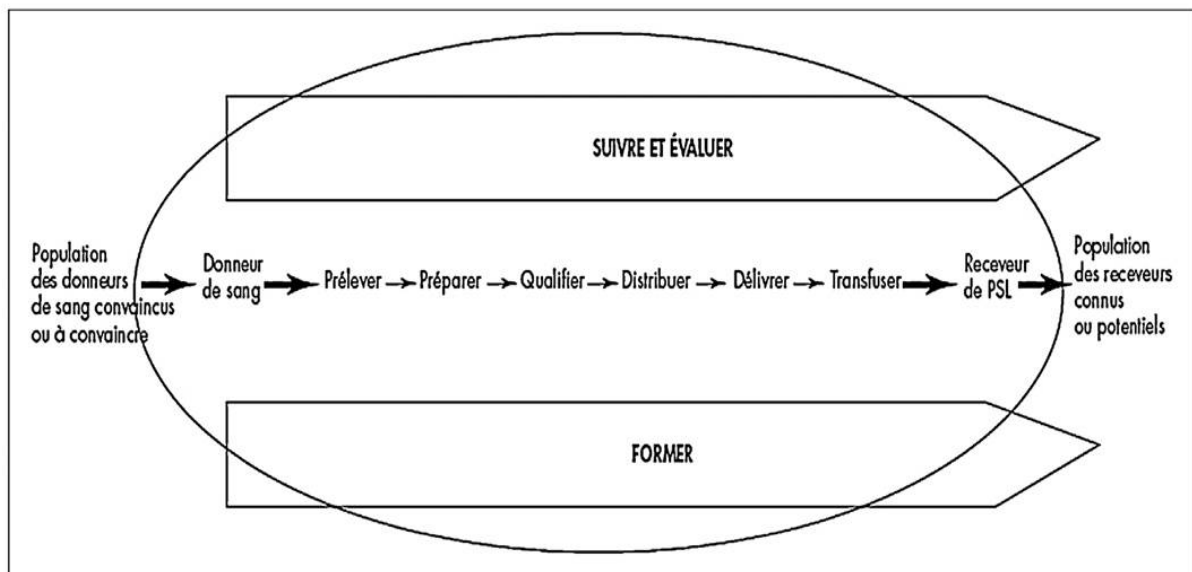 SUIVRE ET ÉVALUER
Population
des donneurs
de sang convaincus
ou à convaincre
Donneur
de sang
Prélever
Préparer
Qualifier
Distribuer
Délivrer
Transfuser
Receveur
de PSL
Population
des receveurs
connus
ou potentiels
FORMER